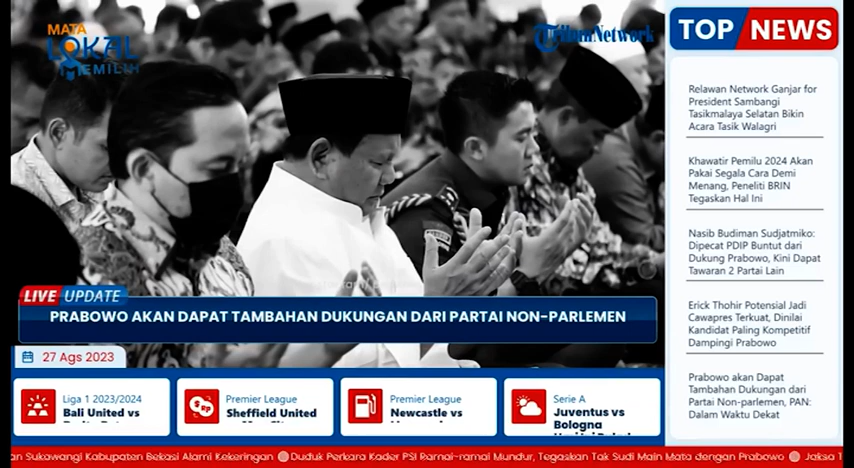 MATA
LOKAL
MEMILIH
Tribun Network
TOP NEWS
Relawan Network Ganjar for
President Sambangi
Tasikmalaya Selatan Bikin
Acara Tasik Walagri
Khawatir Pemilu 2024 Akan
Pakai Segala Cara Demi
Menang, Peneliti BRIN
Tegaskan Hal Ini
Nasib Budiman Sudjatmiko:
Dipecat PDIP Buntut dari
Dukung Prabowo, Kini Dapat
Tawaran 2 Partai Lain
Erick Thohir Potensial Jadi
Cawapres Terkuat, Dinilai
Kandidat Paling Kompetitif
Dampingi Prabowo
Prabowo akan Dapat
Tambahan Dukungan dari
Partai Non-parlemen, PAN:
Dalam Waktu Dekat
LIVE UPDATE
PRABOWO AKAN DAPAT TAMBAHAN DUKUNGAN DARI PARTAI NON-PARLEMEN
27 Ags 2023
Liga 1 2023/2024
Bali United vs
Premier League
Sheffield United
Premier League
Newcastle vs
Serie A
Juventus vs
Bologna
an Sukawangi Kabupaten Bekasi Alami Kekeringan Duduk Perkara Kader PSI Ramai-ramai Mundur, Tegaskan Tak Sudi Main Mata dengan Prabowo Jaksa